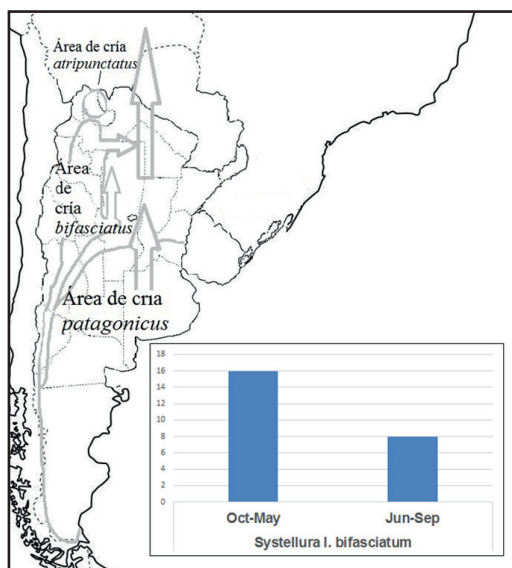 Área de cría
atripunctatus
Área
de
cría
bifasciatus
Área de cría
patagonicus
18
16
14
12
10
8
6
4
2
0
Oct-May
Jun-Sep
Systellura l. bifasciatum